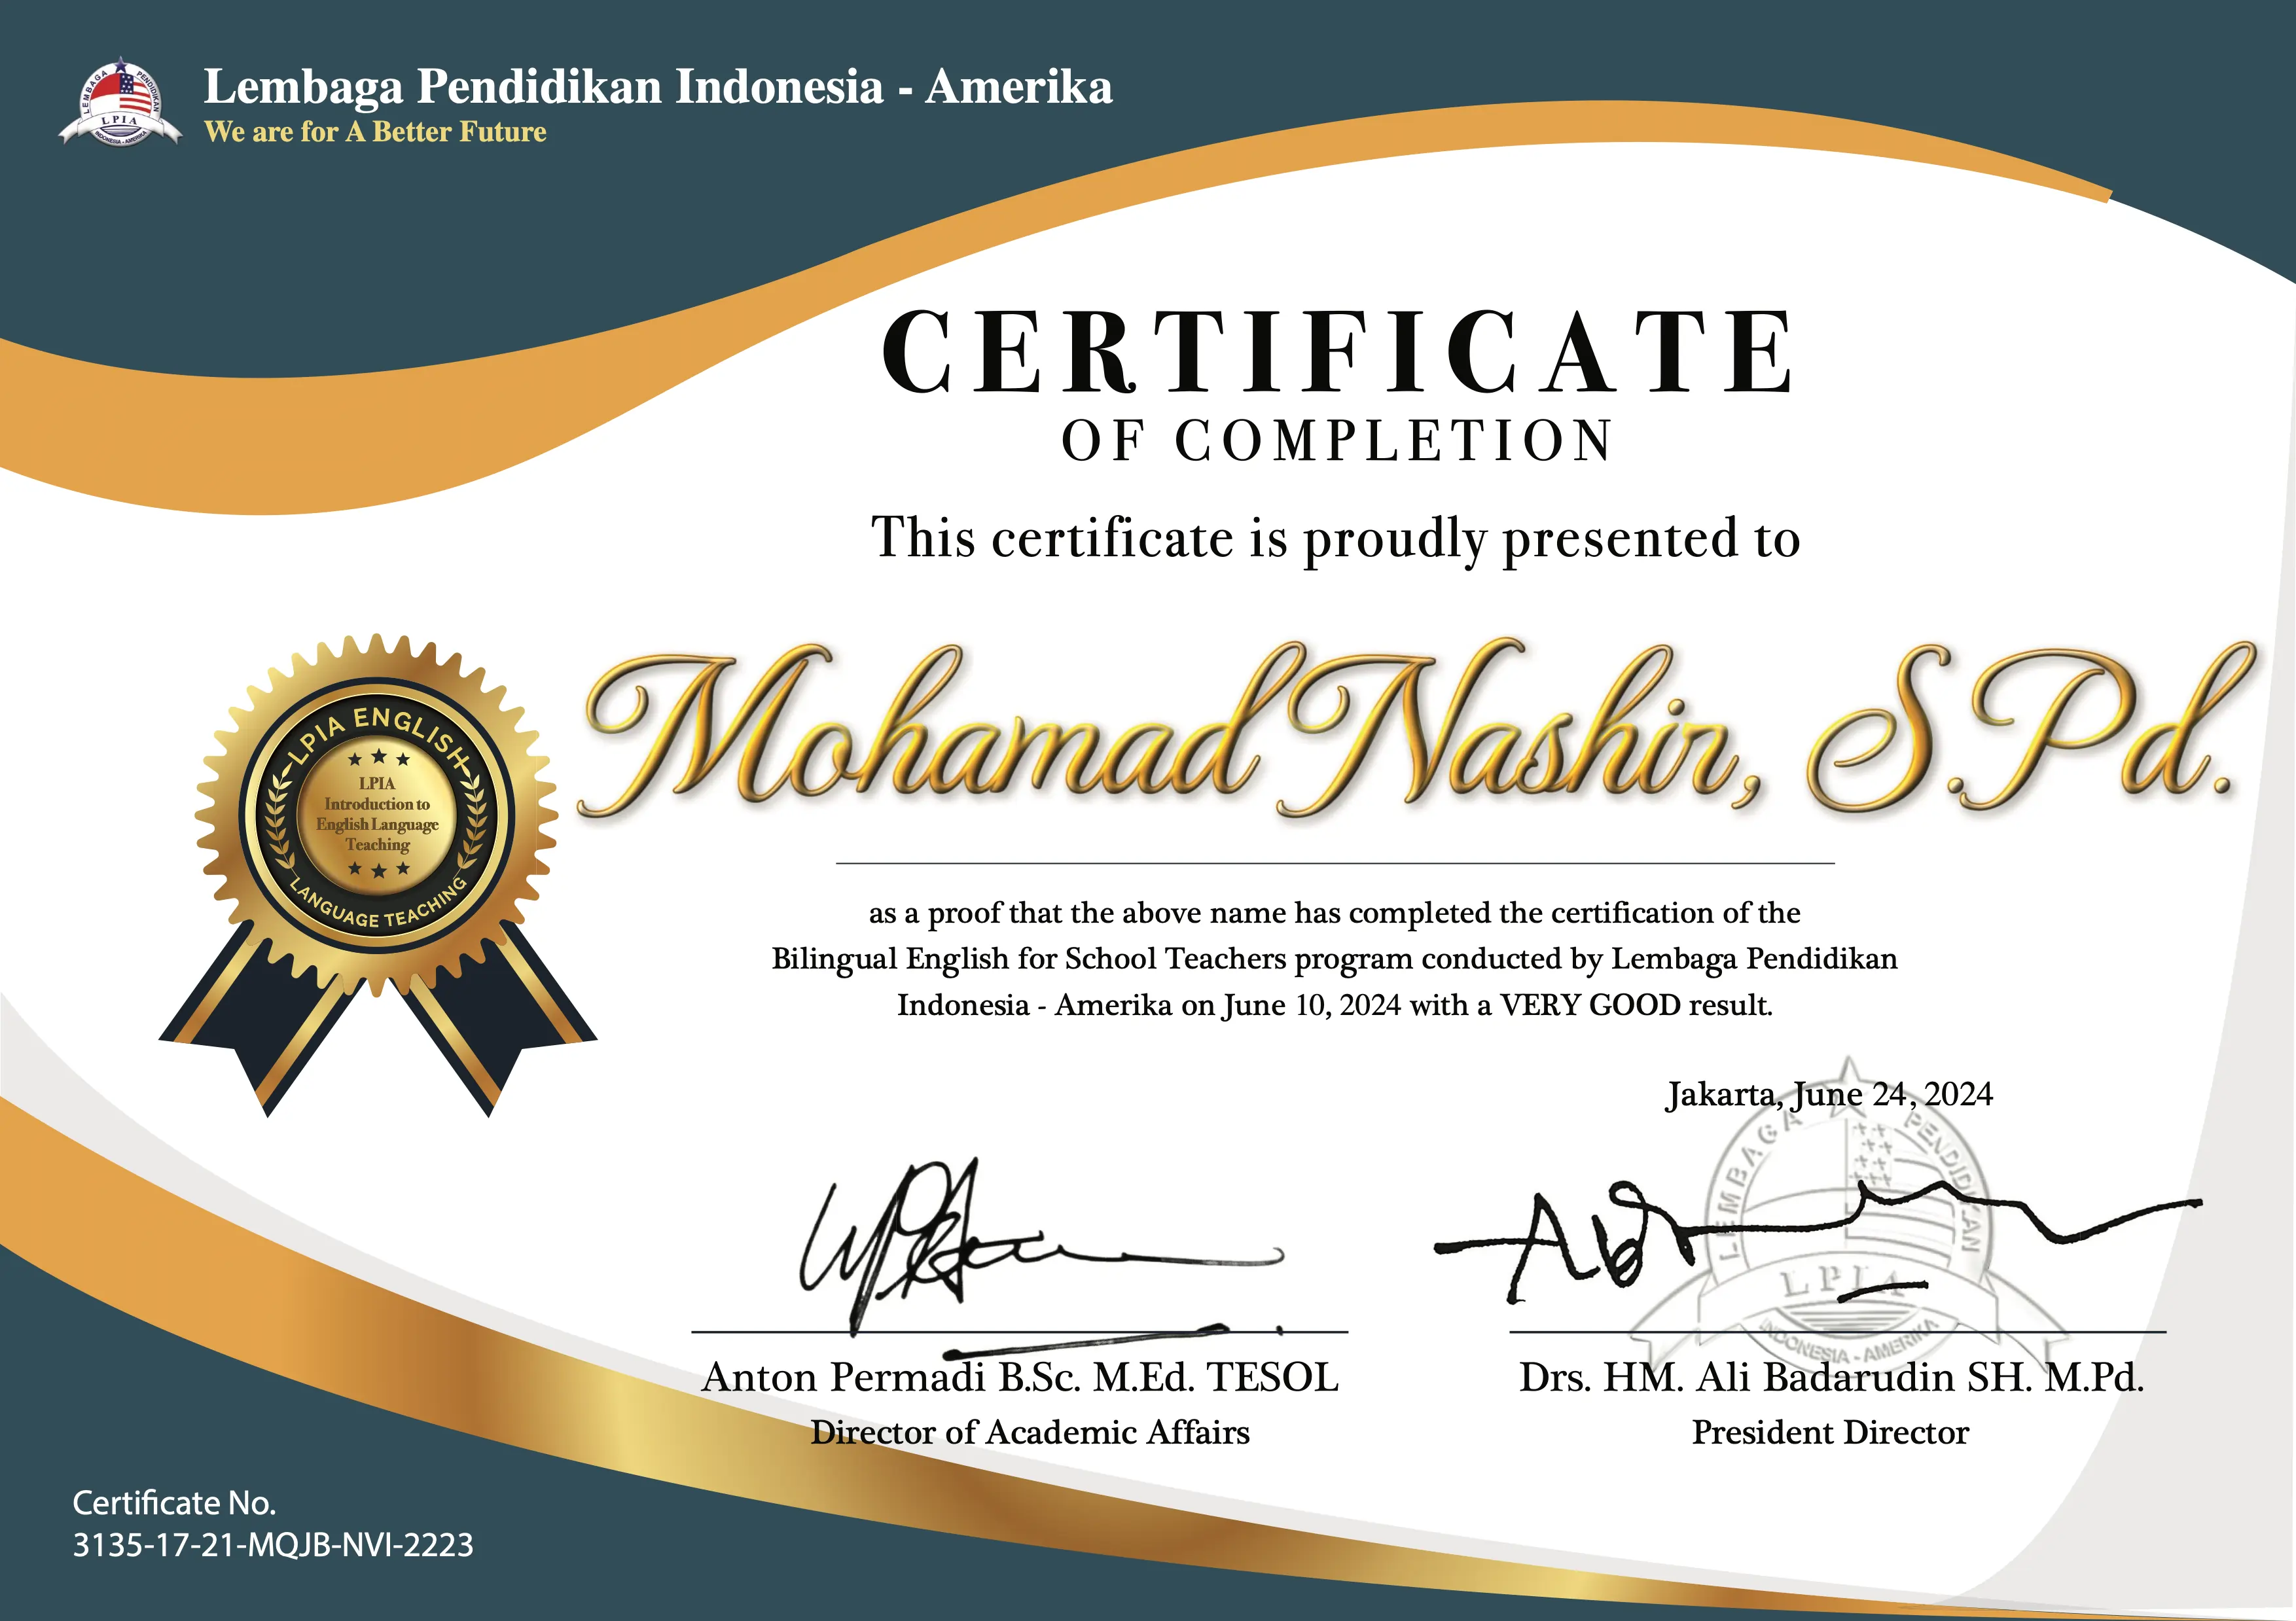 Lembaga Pendidikan Indonesia - Amerika
We are for A Better Future
LEMBAGA PENDIDIKAN
LPIA
INDONESIA - AMERIKA
CERTIFICATE
OF COMPLETION
This certificate is proudly presented to
Mohamad Nashir, S.Pd.
LPIA ENGLISH
LPIA
Introduction to
English Language
Teaching
LANGUAGE TEACHING
as a proof that the above name has completed the certification of the
Bilingual English for School Teachers program conducted by Lembaga Pendidikan
Indonesia - Amerika on June 10, 2024 with a VERY GOOD result.
Jakarta, June 24, 2024
LEMBAGA PENDIDIKAN
LPIA
INDONESIA - AMERIKA
Anton Permadi B.Sc. M.Ed. TESOL
Director of Academic Affairs
Drs. HM. Ali Badarudin SH. M.Pd.
President Director
Certificate No.
3135-17-21-MQJB-NVI-2223